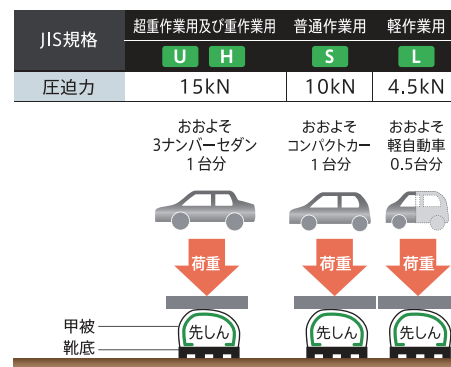 JIS規格
超重作業用及び重作業用 普通作業用 軽作業用
U H S L
圧迫力 15kN 10kN 4.5kN
おおよそ
3ナンバーセダン
1台分
おおよそ
コンパクトカー
1台分
おおよそ
軽自動車
0.5台分
荷重 荷重 荷重
甲被 先しん 先しん 先しん
靴底